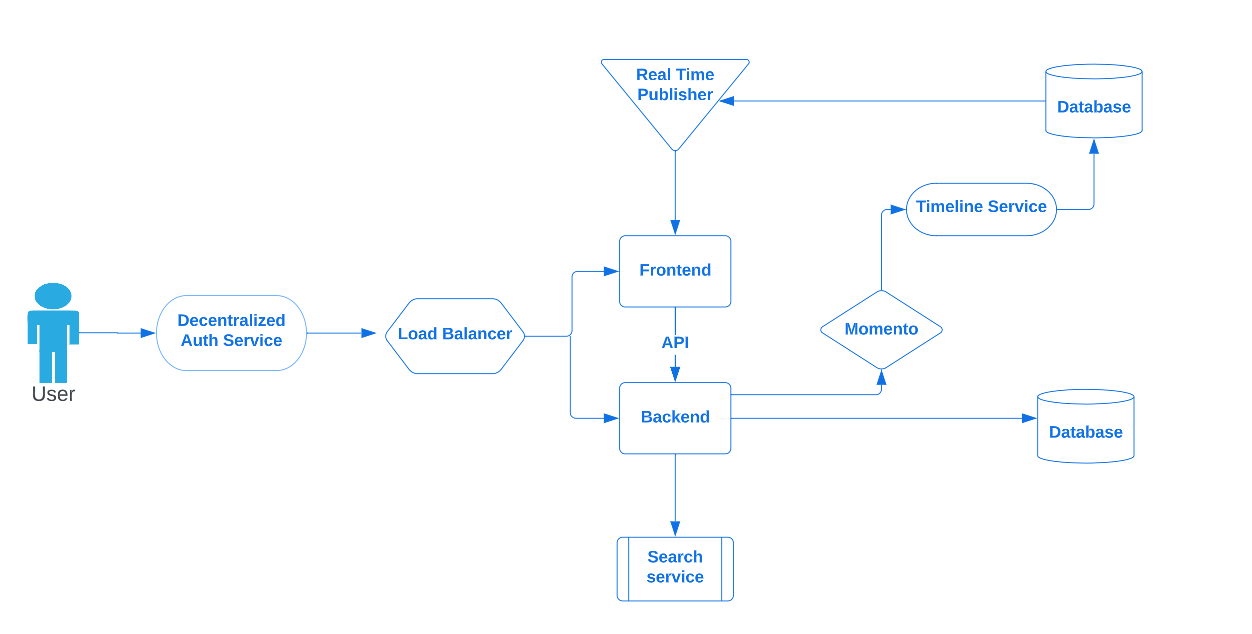 Real Time
Publisher
Database
Timeline Service
Frontend
Decentralized
Auth Service
Load Balancer
Momento
API
User
Backend
Database
Search
service